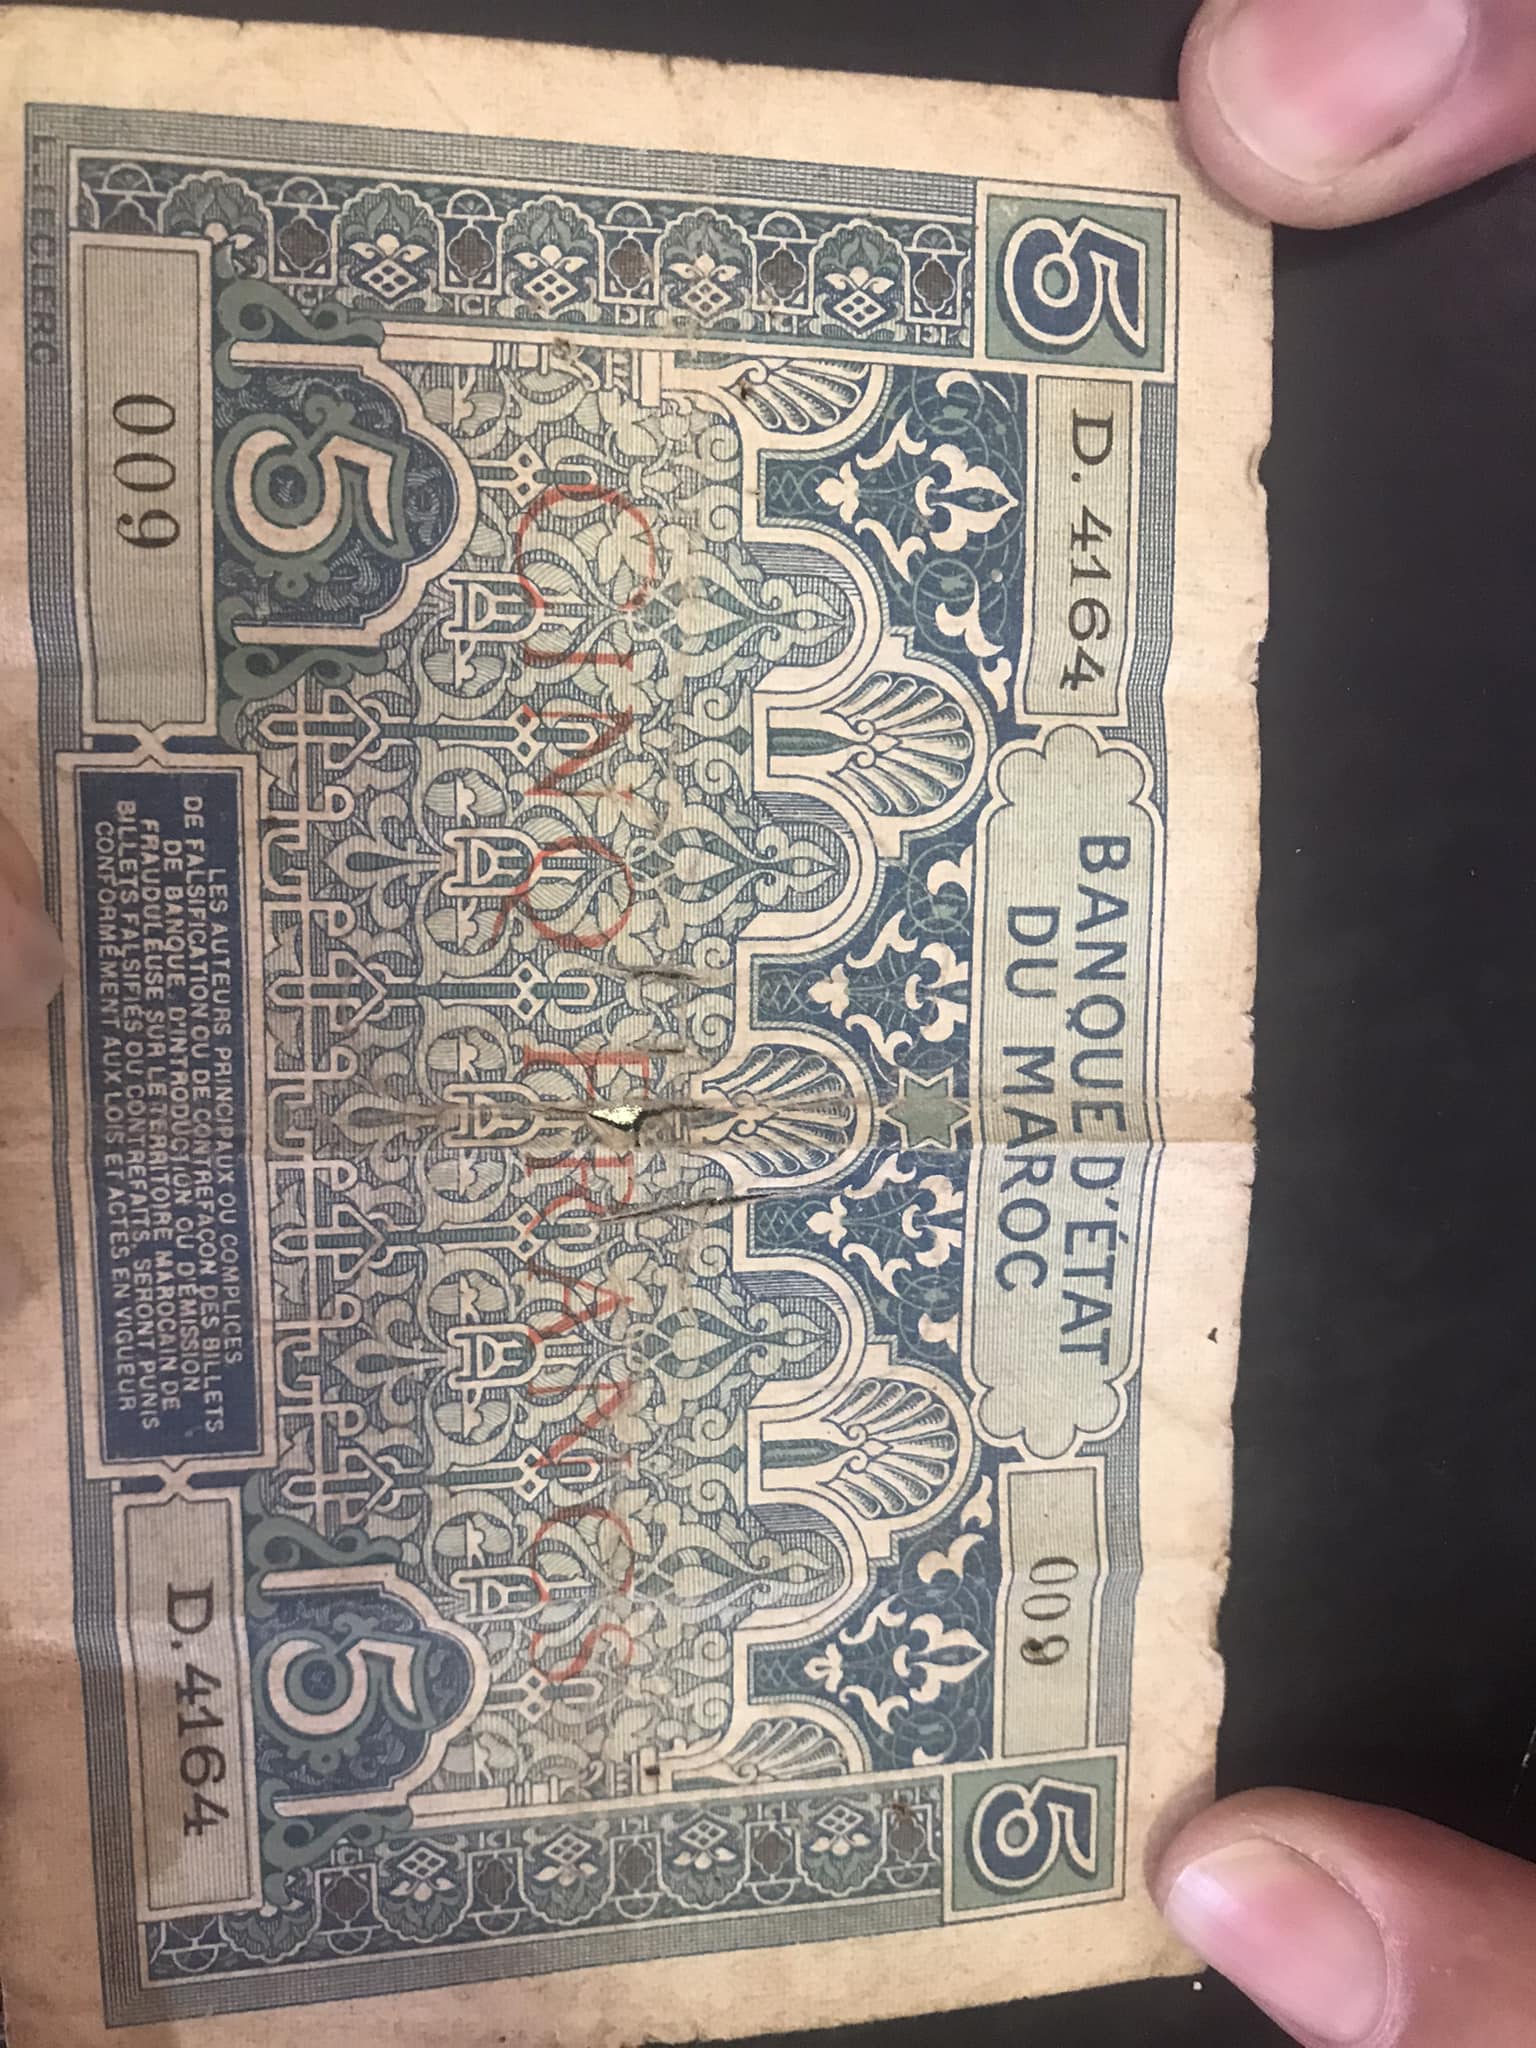 5
D.4164
BANQUE D'ÉTAT
DU MAROC
009
5
CINQ FRANCS
5
5
009
LES AUTEURS PRINCIPAUX OU COMPLICES
DE FALSIFICATION OU DE CONTREFAÇON DES BILLETS
DE BANQUE, D'INTRODUCTION OU D'ÉMISSION
FRAUDULEUSE SUR LE TERRITOIRE MAROCAIN DE
BILLETS FALSIFIÉS OU CONTREFAITS, SERONT PUNIS
CONFORMÉMENT AUX LOIS ET ACTES EN VIGUEUR
D.4164